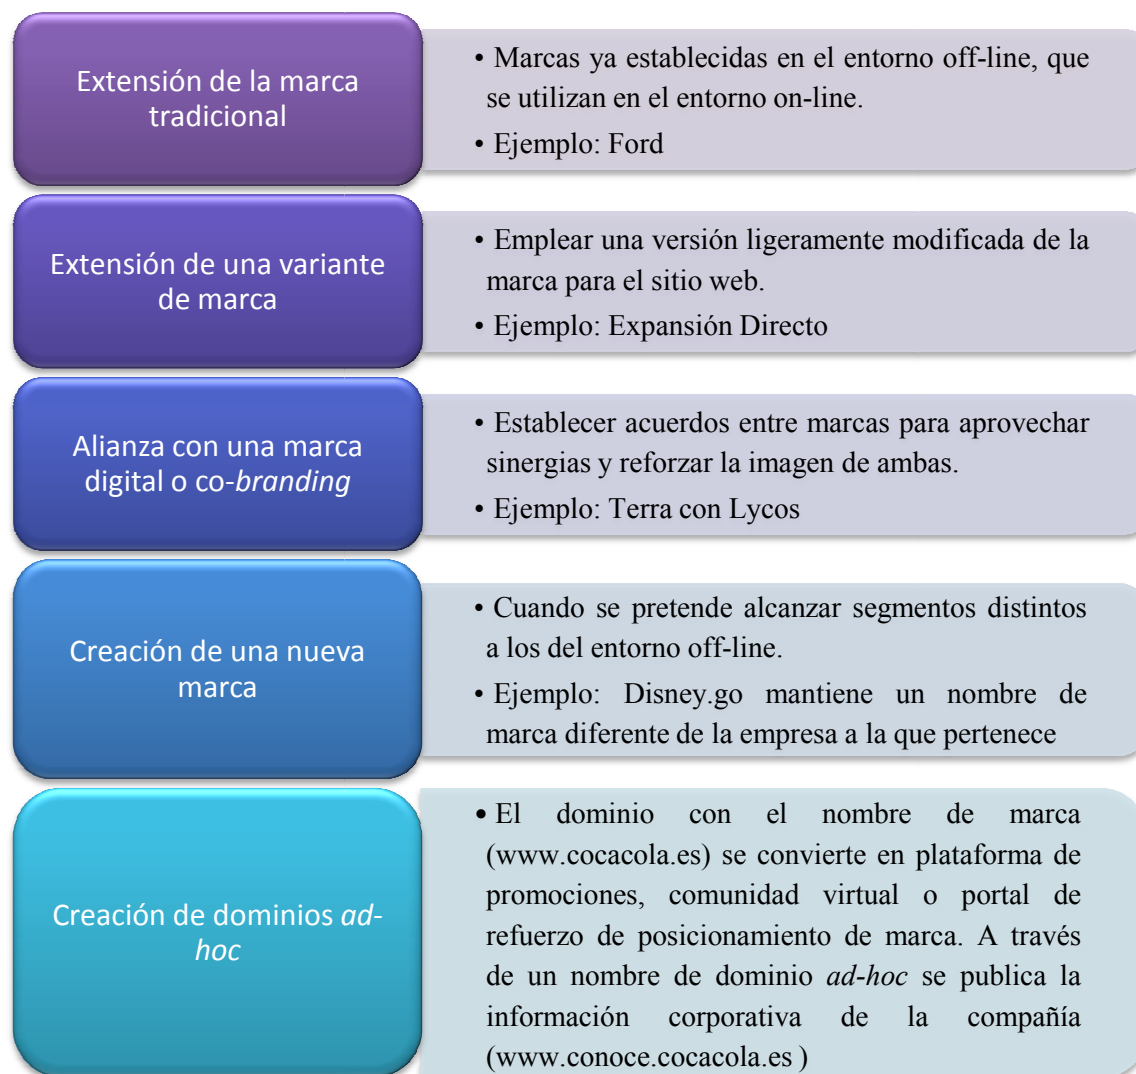 Extensión de la marca
tradicional
• Marcas ya establecidas en el entorno off-line, que
se utilizan en el entorno on-line.
• Ejemplo: Ford
Extensión de una variante
de marca
• Emplear una versión ligeramente modificada de la
marca para el sitio web.
• Ejemplo: Expansión Directo
Alianza con una marca
digital o co-branding
• Establecer acuerdos entre marcas para aprovechar
sinergias y reforzar la imagen de ambas.
• Ejemplo: Terra con Lycos
Creación de una nueva
marca
• Cuando se pretende alcanzar segmentos distintos
a los del entorno off-line.
• Ejemplo: Disney.go mantiene un nombre de
marca diferente de la empresa a la que pertenece
Creación de dominios ad-
hoc
• El dominio con el nombre de marca
(www.cocacola.es) se convierte en plataforma de
promociones, comunidad virtual o portal de
refuerzo de posicionamiento de marca. A través
de un nombre de dominio ad-hoc se publica la
información corporativa de la compañía
(www.conoce.cocacola.es )